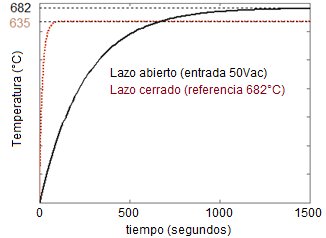 682
635
Temperatura (°C)
Lazo abierto (entrada 50Vac)
Lazo cerrado (referencia 682°C)
0 500 1000 1500
tiempo (segundos)